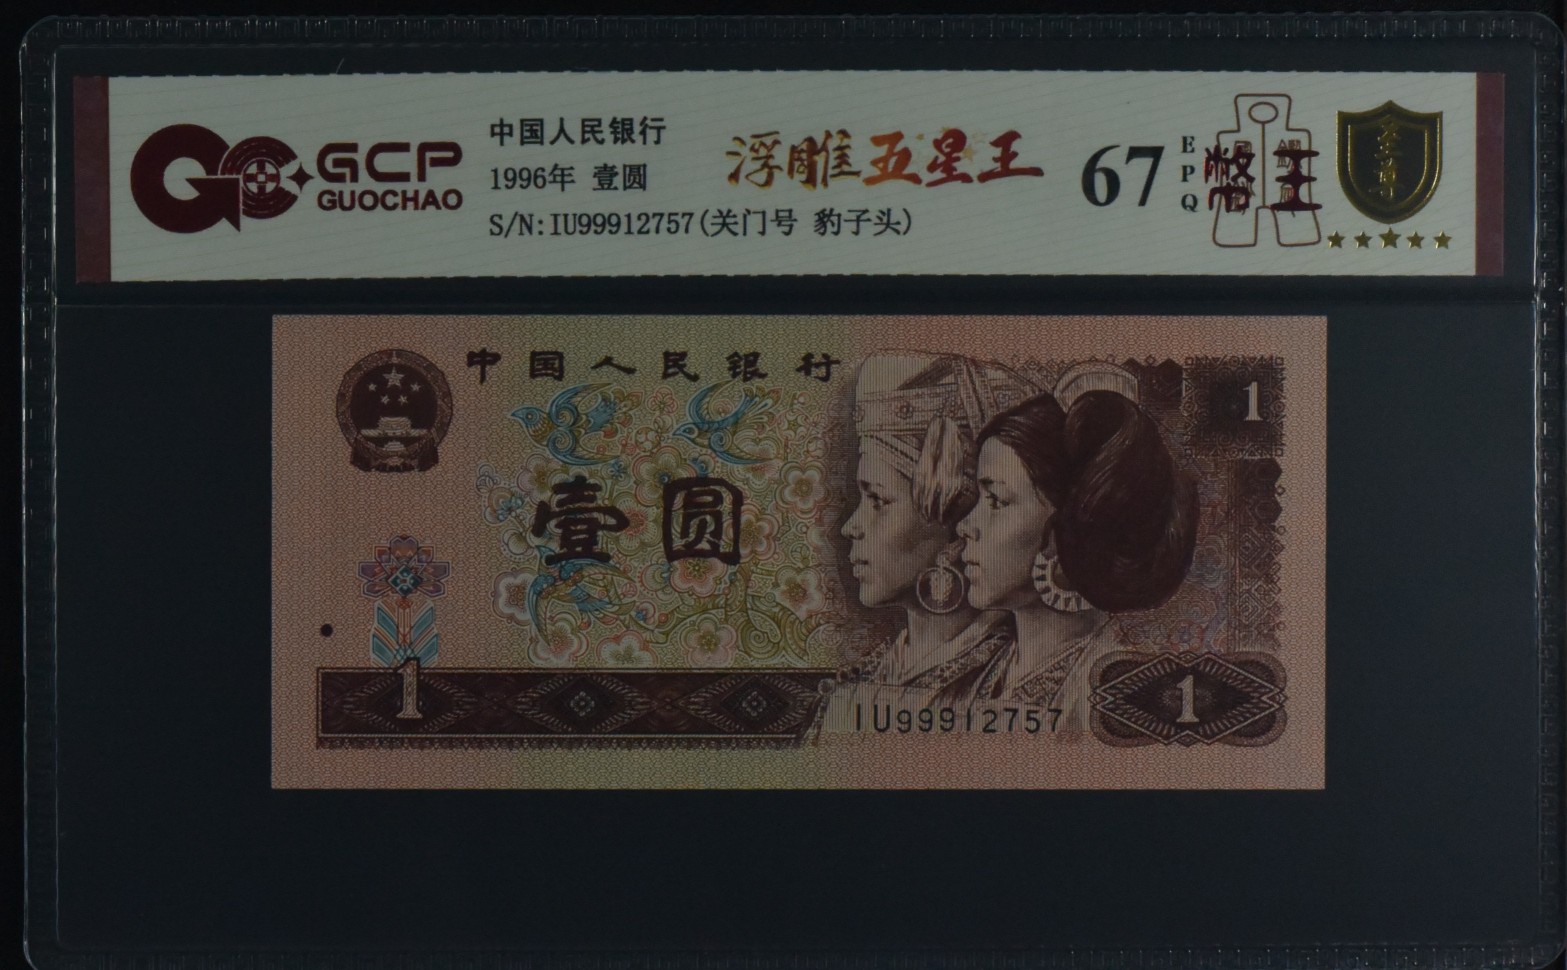 GCP
GUOCHAO
中国人民银行
1996年 壹圆
S/N:IU99912757(关门号 豹子头)
浮雕五星王
67
EPQ
至尊
中国人民银行
1
壹圆
1
IU99912757
1